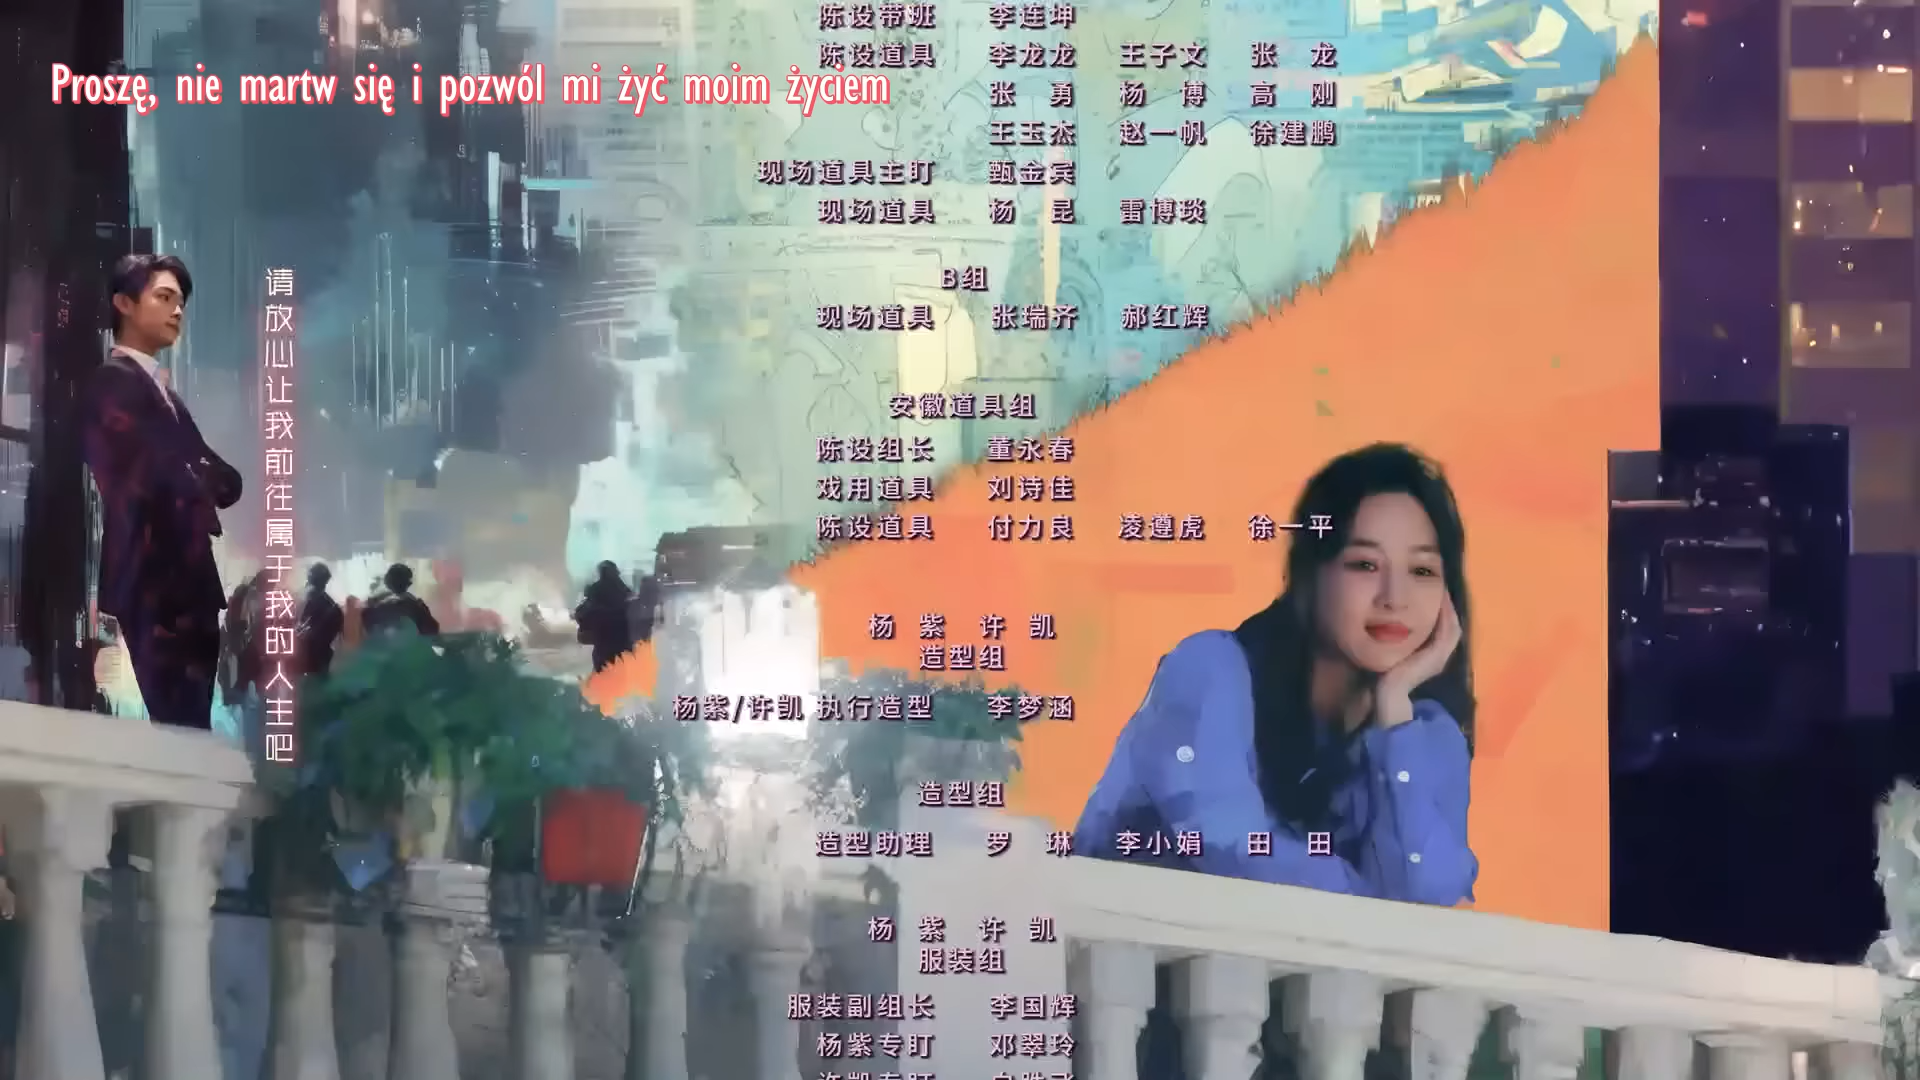 陈设带班 李连坤
陈设道具 李龙龙 王子文 张 龙
Proszę, nie martw się i pozwól mi żyć moim życiem
张 勇 杨 博 高 刚
王玉杰 赵一帆 徐建鹏
现场道具主盯 甄金宾
现场道具 杨 昆 雷博琰
请放心让我前往属于我的人生吧
B组
现场道具 张瑞齐 郝红辉
安徽道具组
陈设组长 董永春
戏用道具 刘诗佳
陈设道具 付力良 凌遵虎 徐一平
杨 紫 许 凯
造型组
杨紫/许凯 执行造型 李梦涵
造型组
造型助理 罗 琳 李小娟 田 田
杨 紫 许 凯
服装组
服装副组长 李国辉
杨紫专盯 邓翠玲